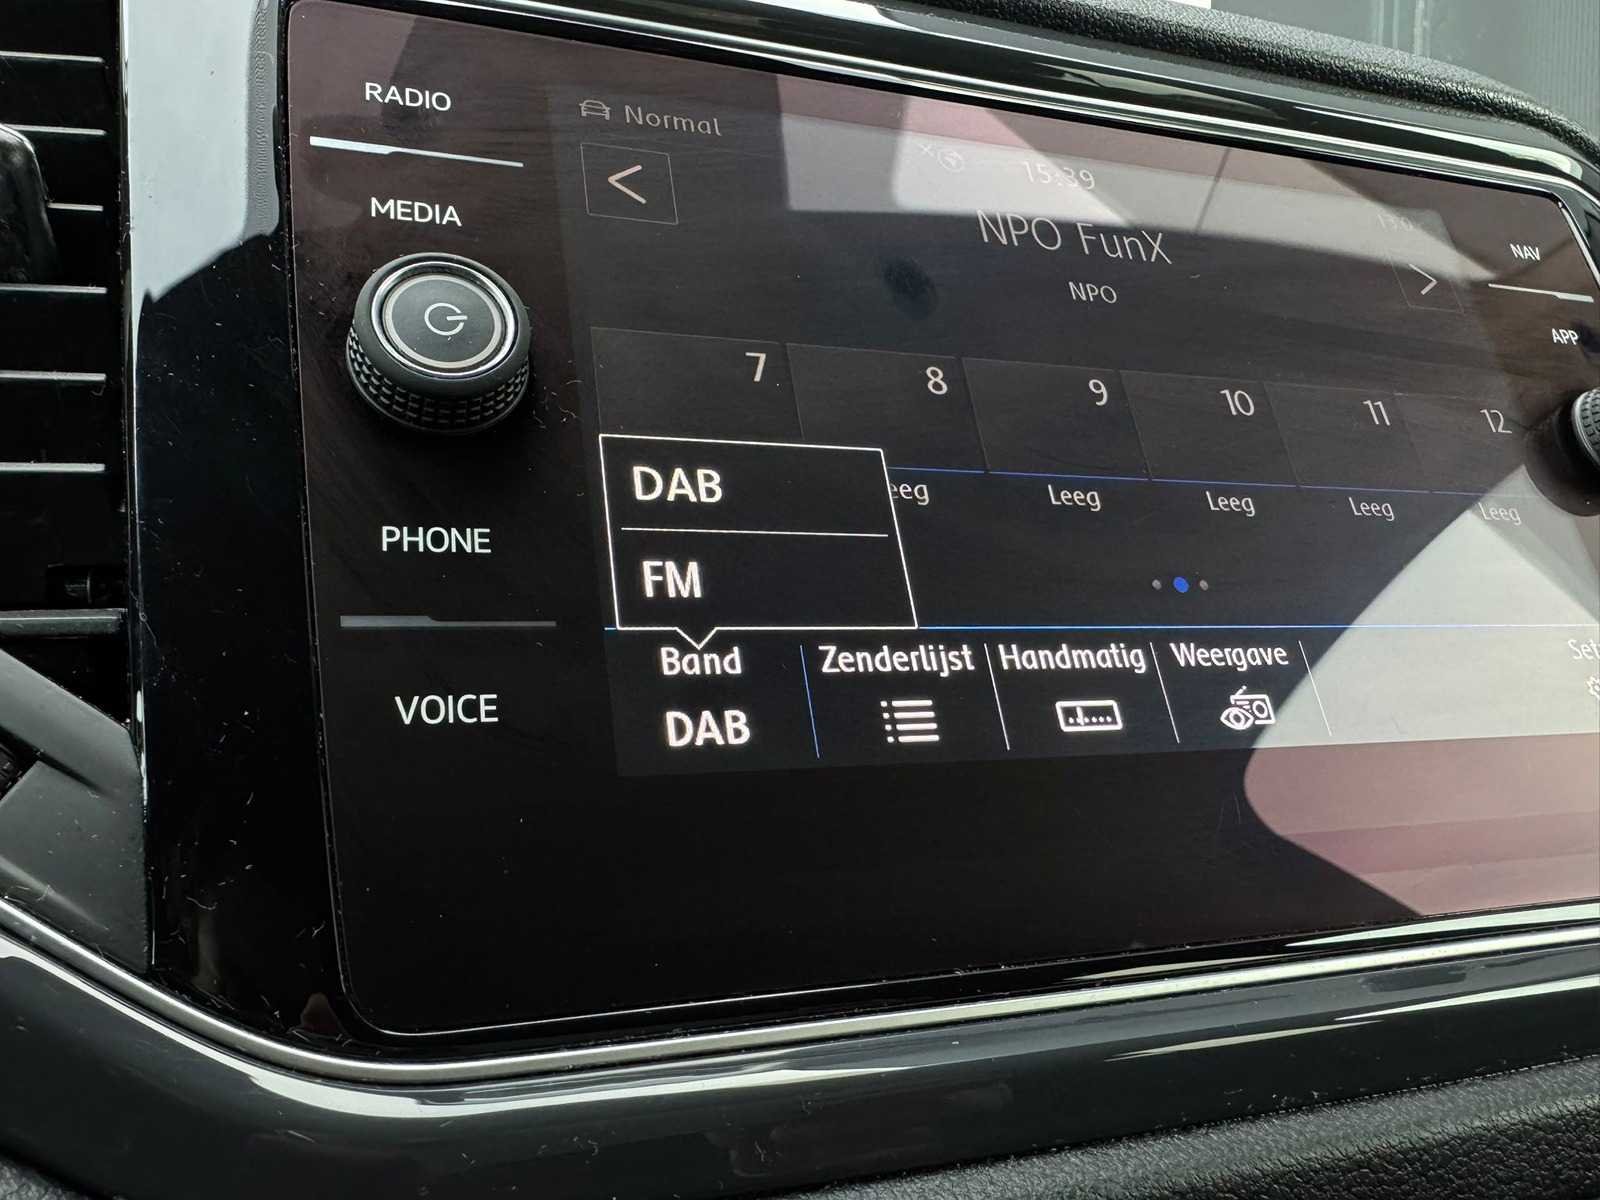 RADIO
MEDIA
PHONE
VOICE
Normal
15:39
NPO FunX
NPO
NAV
APP
7
8
9
10
11
12
Leeg
Leeg
Leeg
Leeg
DAB
FM
Band
DAB
Zenderlijst
Handmatig
Weergave